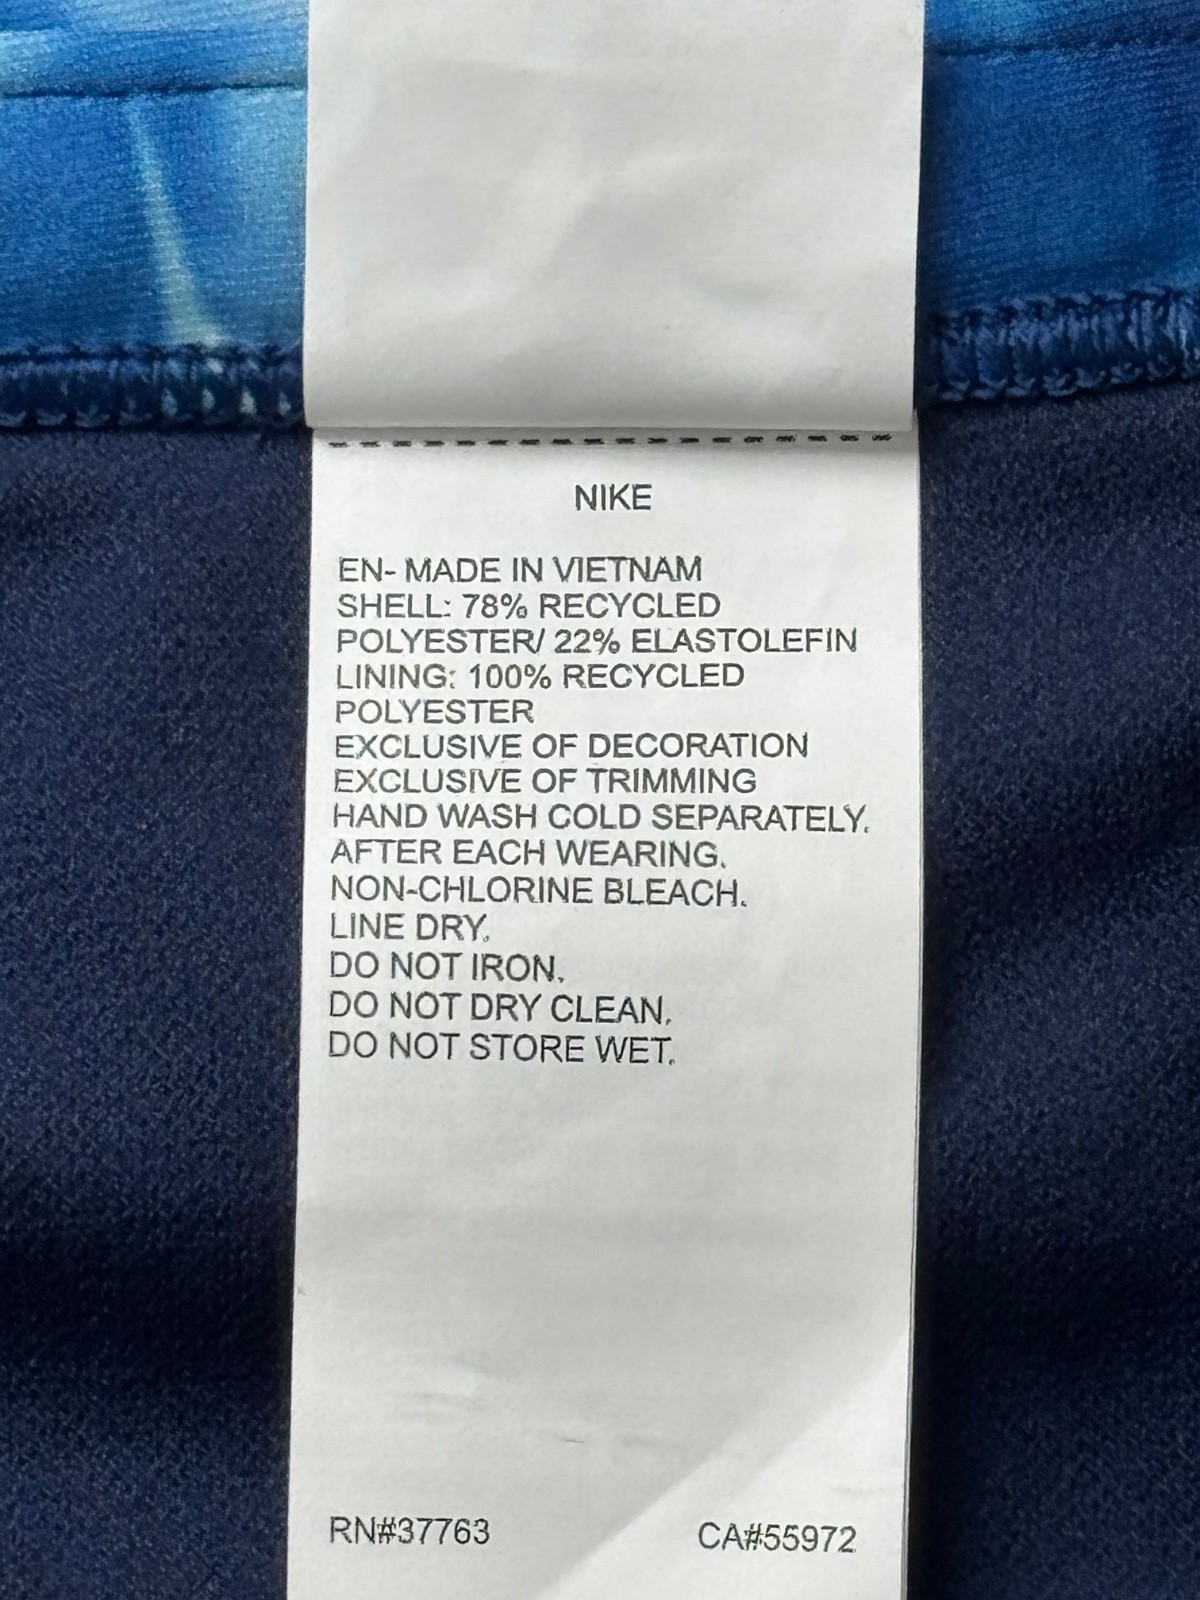 NIKE
EN- MADE IN VIETNAM
SHELL: 78% RECYCLED
POLYESTER/ 22% ELASTOLEFIN
LINING: 100% RECYCLED
POLYESTER
EXCLUSIVE OF DECORATION
EXCLUSIVE OF TRIMMING
HAND WASH COLD SEPARATELY.
AFTER EACH WEARING.
NON-CHLORINE BLEACH.
LINE DRY.
DO NOT IRON.
DO NOT DRY CLEAN.
DO NOT STORE WET.
RN#37763 CA#55972